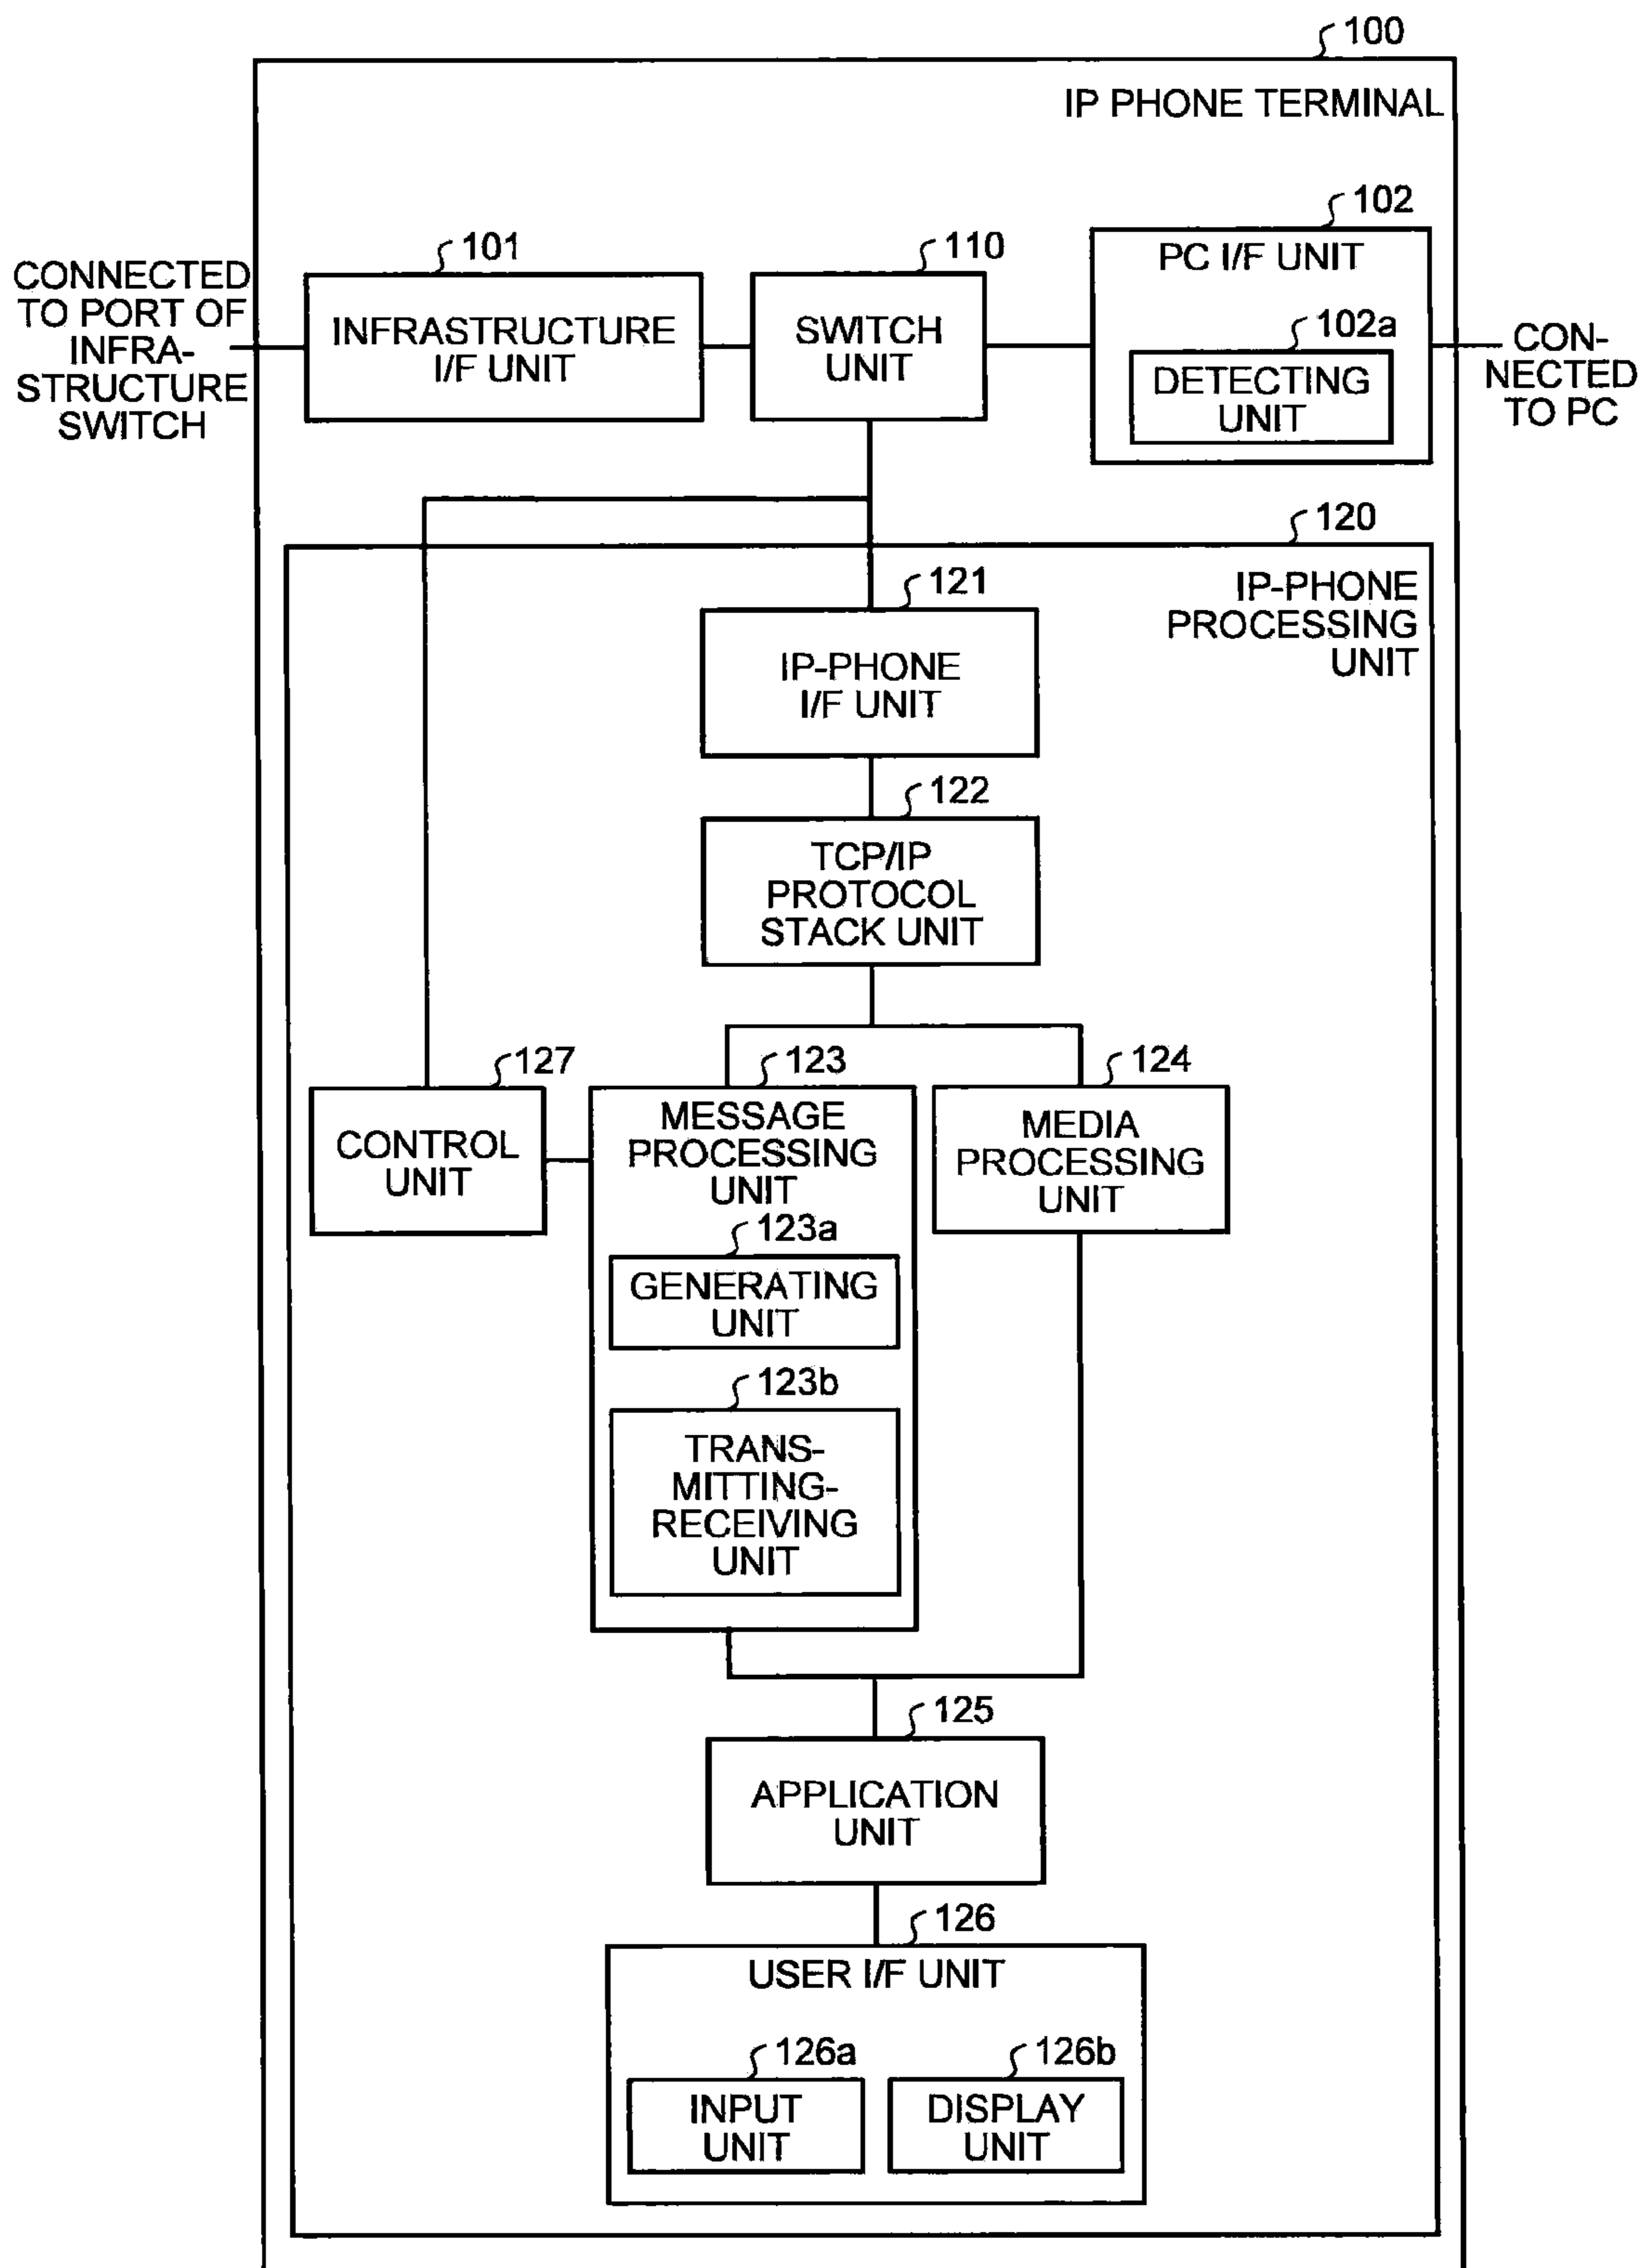 100
IP PHONE TERMINAL
CONNECTED
TO PORT OF
INFRA-
STRUCTURE
SWITCH
101
INFRASTRUCTURE
I/F UNIT
110
SWITCH
UNIT
102
PC I/F UNIT
102a
DETECTING
UNIT
CON-
NECTED
TO PC
120
IP-PHONE
PROCESSING
UNIT
121
IP-PHONE
I/F UNIT
122
TCP/IP
PROTOCOL
STACK UNIT
127
CONTROL
UNIT
123
MESSAGE
PROCESSING
UNIT
123a
GENERATING
UNIT
123b
TRANS-
MITTING-
RECEIVING
UNIT
124
MEDIA
PROCESSING
UNIT
125
APPLICATION
UNIT
126
USER I/F UNIT
126a
INPUT
UNIT
126b
DISPLAY
UNIT